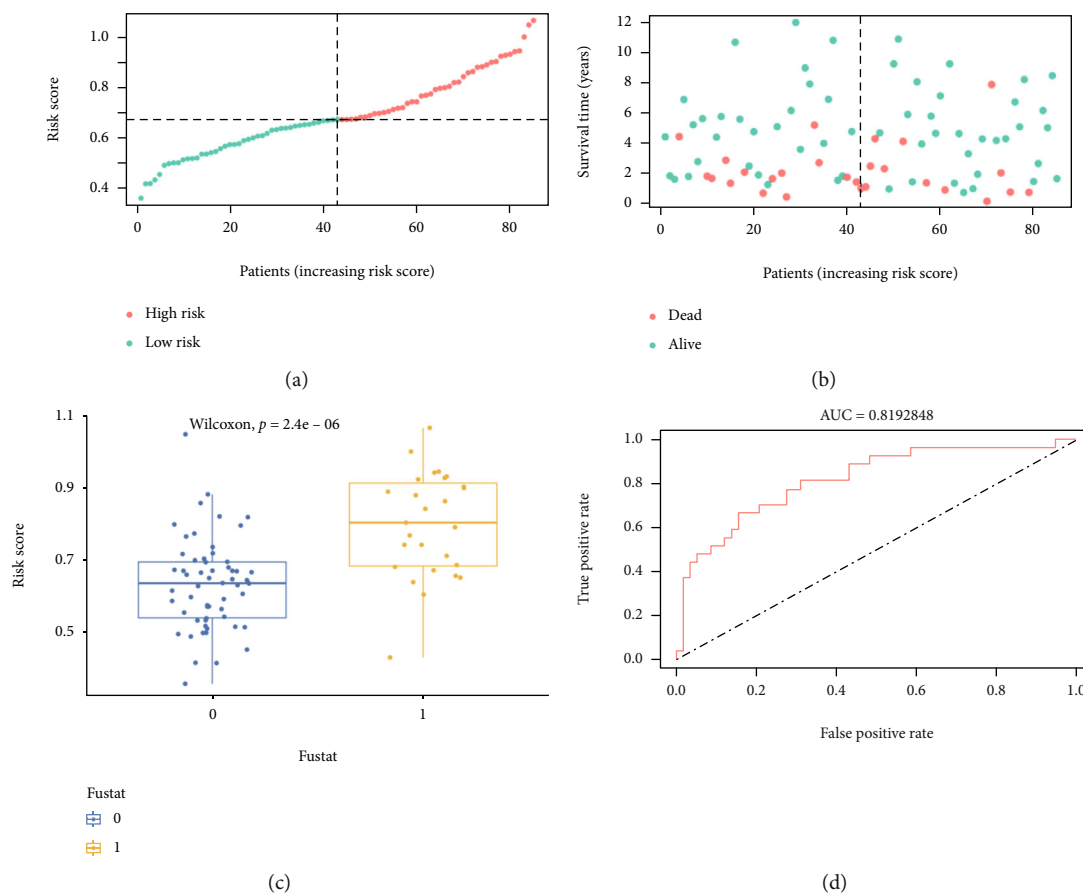 1.0
0.8
0.6
0.4
Risk score
0
20
40
60
80
Patients (increasing risk score)
High risk
Low risk
(a)
12
10
8
6
4
2
0
Survival time (years)
0
20
40
60
80
Patients (increasing risk score)
Dead
Alive
(b)
Wilcoxon, p = 2.4e – 06
1.1
0.9
0.7
0.5
Risk score
0
1
Fustat
Fustat
0
1
(c)
AUC = 0.8192848
1.0
0.8
0.6
0.4
0.2
0.0
True positive rate
0.0
0.2
0.4
0.6
0.8
1.0
False positive rate
(d)